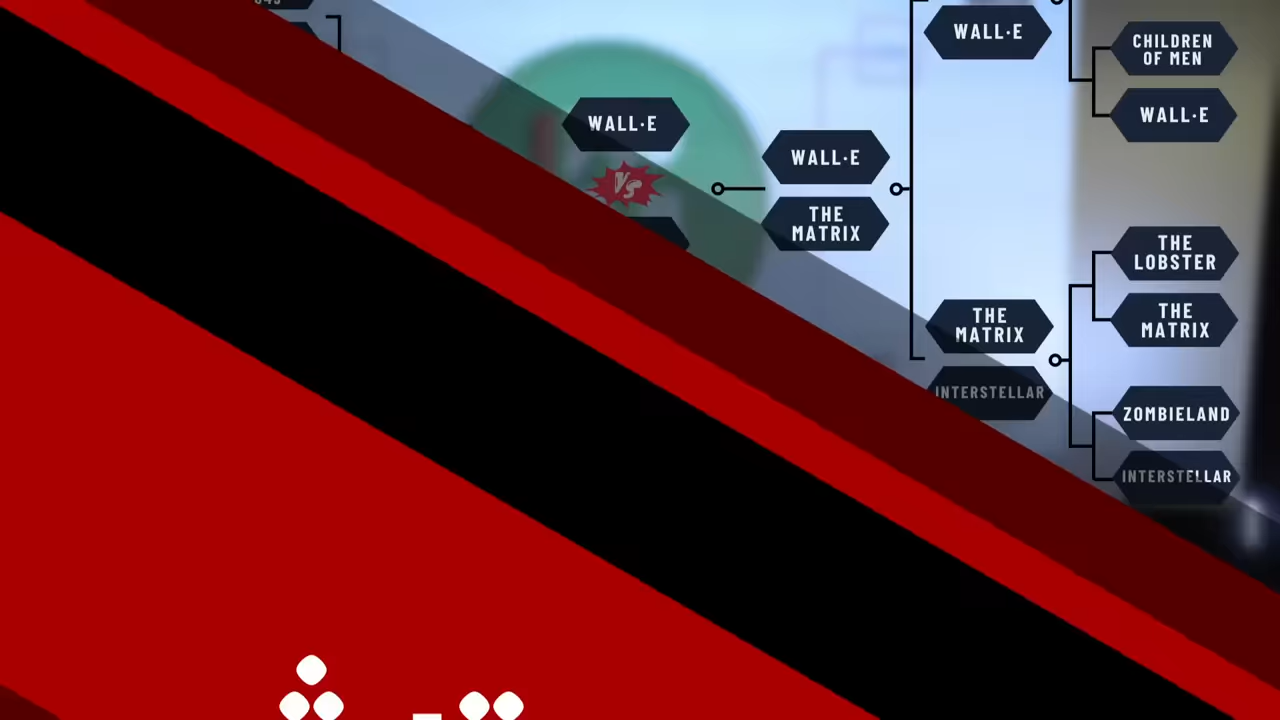 WALL·E
VS
WALL·E
THE
MATRIX
WALL·E
THE
MATRIX
INTERSTELLAR
CHILDREN
OF MEN
WALL·E
THE
LOBSTER
THE
MATRIX
ZOMBIELAND
INTERSTELLAR